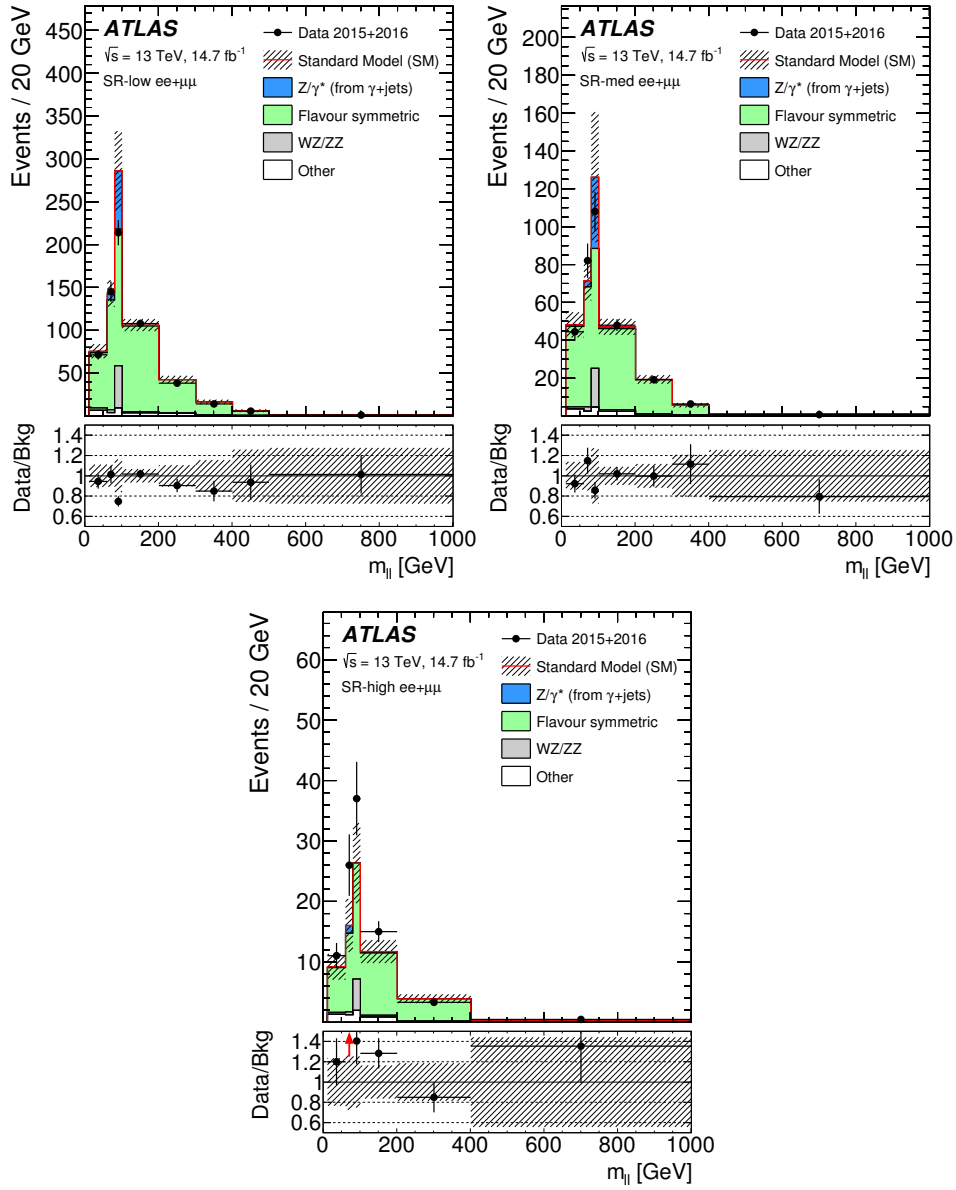 ATLAS
√s = 13 TeV, 14.7 fb⁻¹
SR-low ee+μμ
Data 2015+2016
Standard Model (SM)
Z/γ* (from γ+jets)
Flavour symmetric
WZ/ZZ
Other
Events / 20 GeV
450
400
350
300
250
200
150
100
50
Data/Bkg
1.4
1.2
1
0.8
0.6
0 200 400 600 800 1000
m_ll [GeV]
ATLAS
√s = 13 TeV, 14.7 fb⁻¹
SR-med ee+μμ
Data 2015+2016
Standard Model (SM)
Z/γ* (from γ+jets)
Flavour symmetric
WZ/ZZ
Other
Events / 20 GeV
200
180
160
140
120
100
80
60
40
20
Data/Bkg
1.4
1.2
1
0.8
0.6
0 200 400 600 800 1000
m_ll [GeV]
ATLAS
√s = 13 TeV, 14.7 fb⁻¹
SR-high ee+μμ
Data 2015+2016
Standard Model (SM)
Z/γ* (from γ+jets)
Flavour symmetric
WZ/ZZ
Other
Events / 20 GeV
60
50
40
30
20
10
Data/Bkg
1.4
1.2
1
0.8
0.6
0 200 400 600 800 1000
m_ll [GeV]